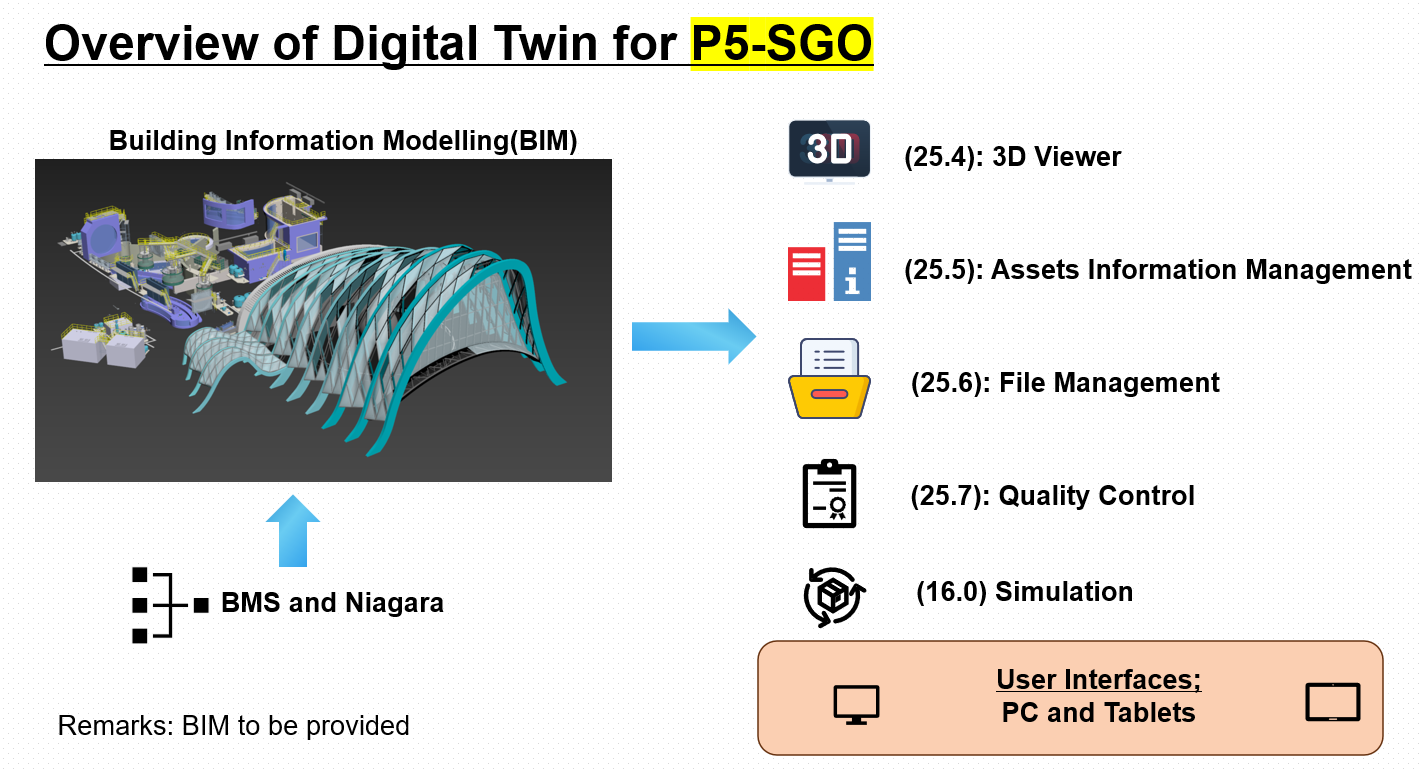 Overview of Digital Twin for P5-SGO
Building Information Modelling(BIM)
3D
(25.4): 3D Viewer
(25.5): Assets Information Management
(25.6): File Management
(25.7): Quality Control
(16.0) Simulation
BMS and Niagara
User Interfaces;
PC and Tablets
Remarks: BIM to be provided